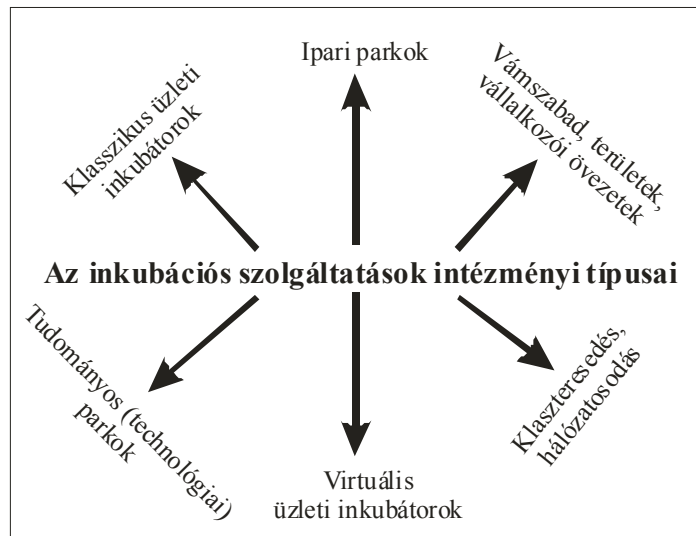 Ipari parkok
Klasszikus üzleti
inkubátorok
Vámszabad, területek,
vállalkozói övezetek
Az inkubációs szolgáltatások intézményi típusai
Tudományos (technológiai)
parkok
Klaszteresedés,
hálózatosodás
Virtuális
üzleti inkubátorok